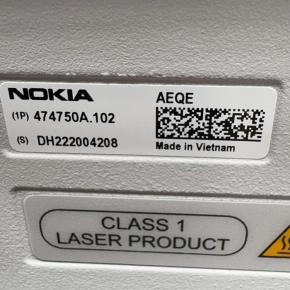 NOKIA AEQE
(1P) 474750A.102
(S) DH222004208 Made in Vietnam
CLASS 1
LASER PRODUCT